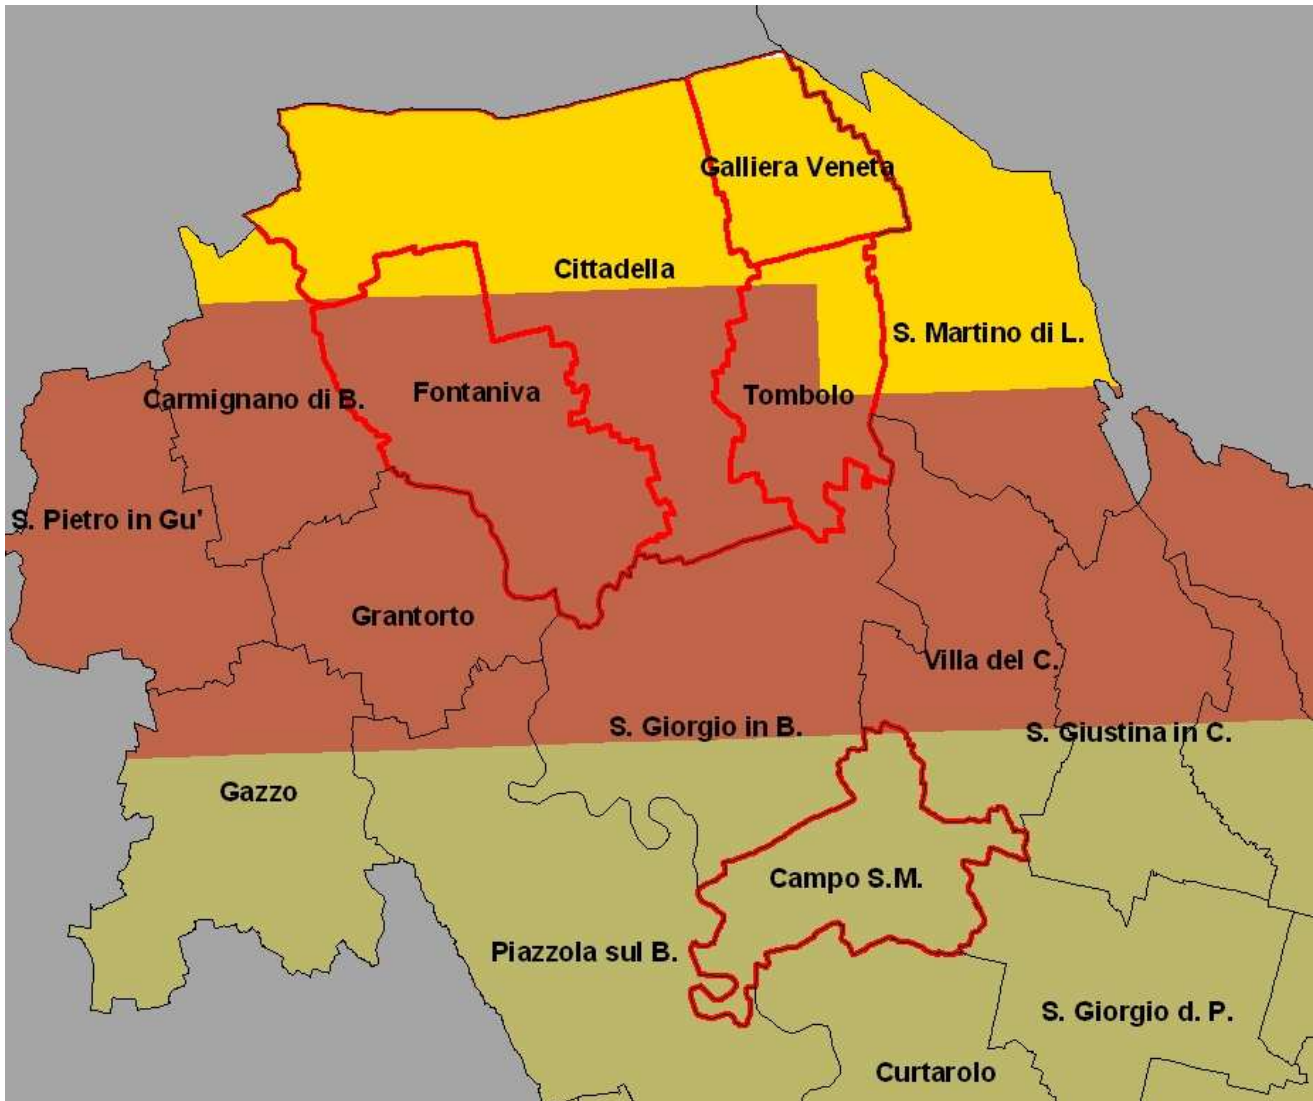 Galliera Veneta
Cittadella
S. Martino di L.
Carmignano di B.
Fontaniva
Tombolo
S. Pietro in Gu'
Grantorto
Villa del C.
S. Giorgio in B.
S. Giustina in C.
Gazzo
Campo S.M.
Piazzola sul B.
S. Giorgio d. P.
Curtarolo